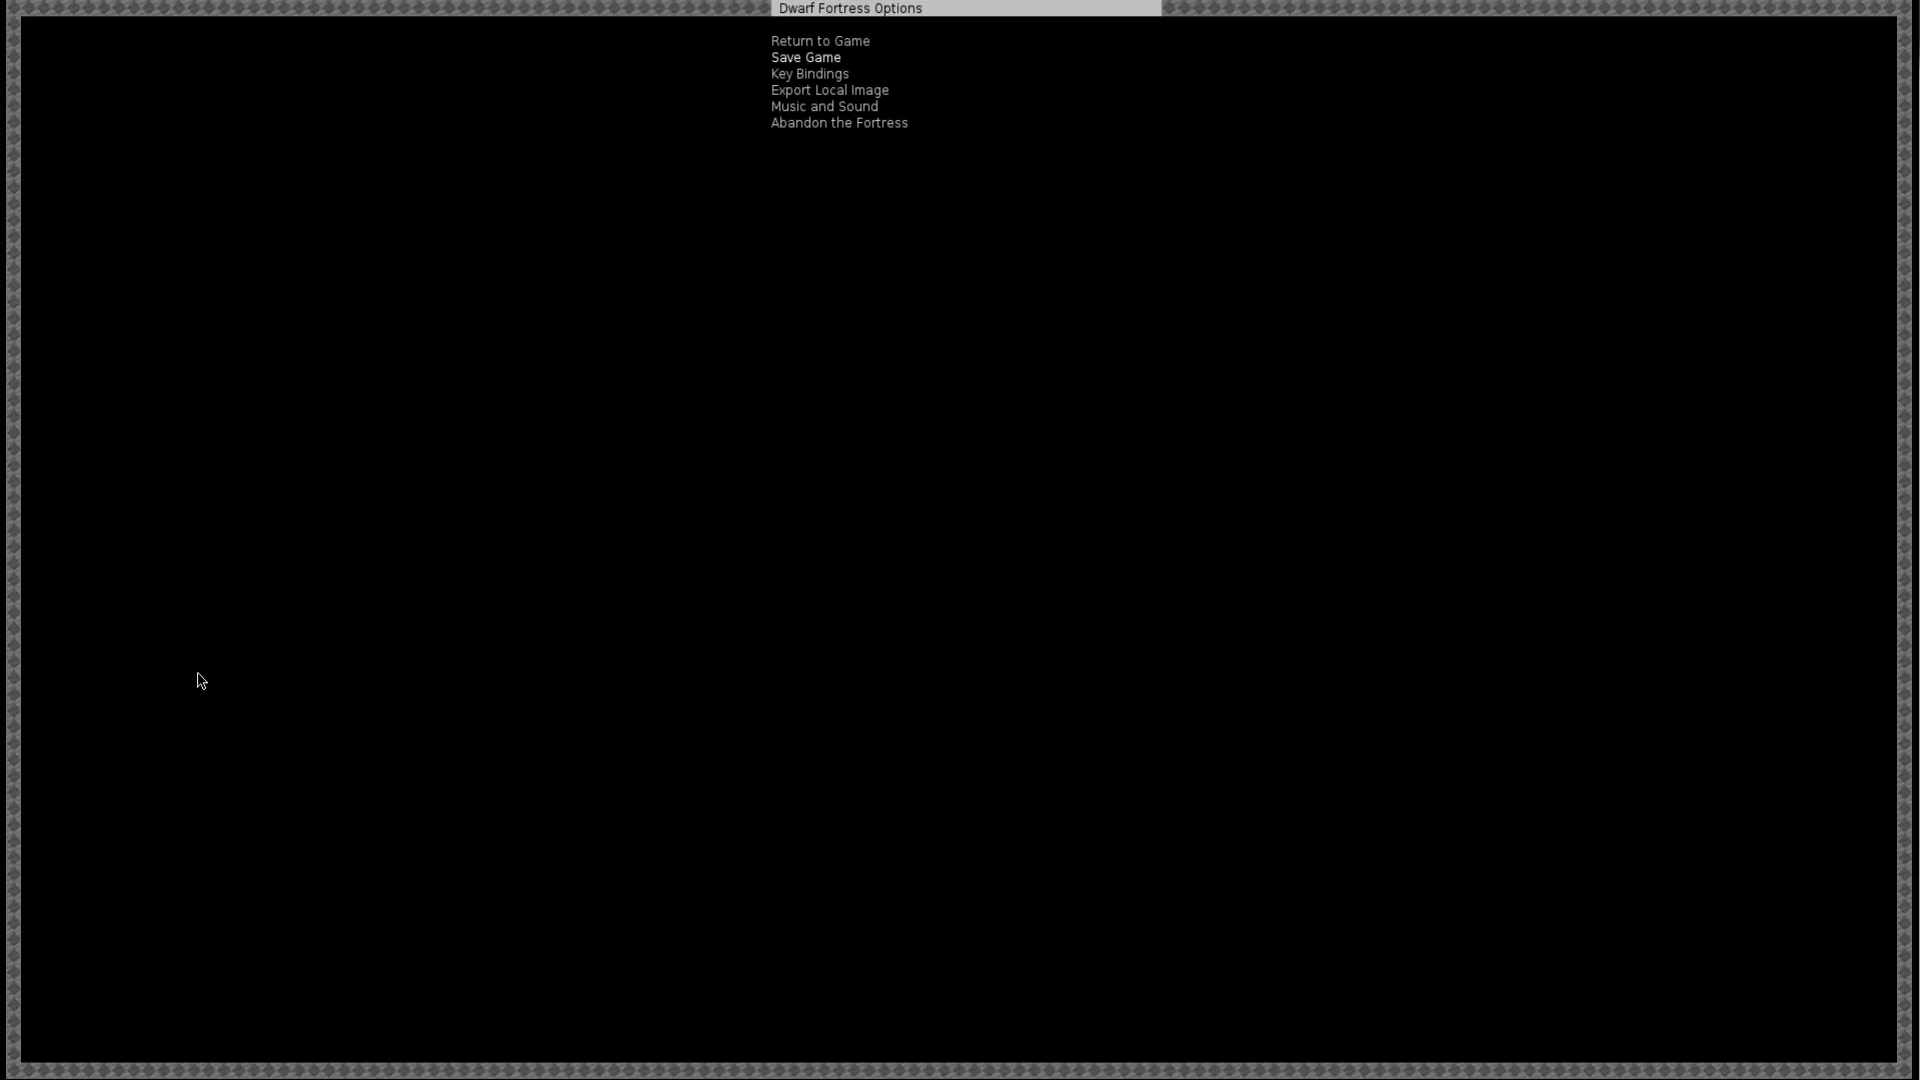 Dwarf Fortress Options
Return to Game
Save Game
Key Bindings
Export Local Image
Music and Sound
Abandon the Fortress